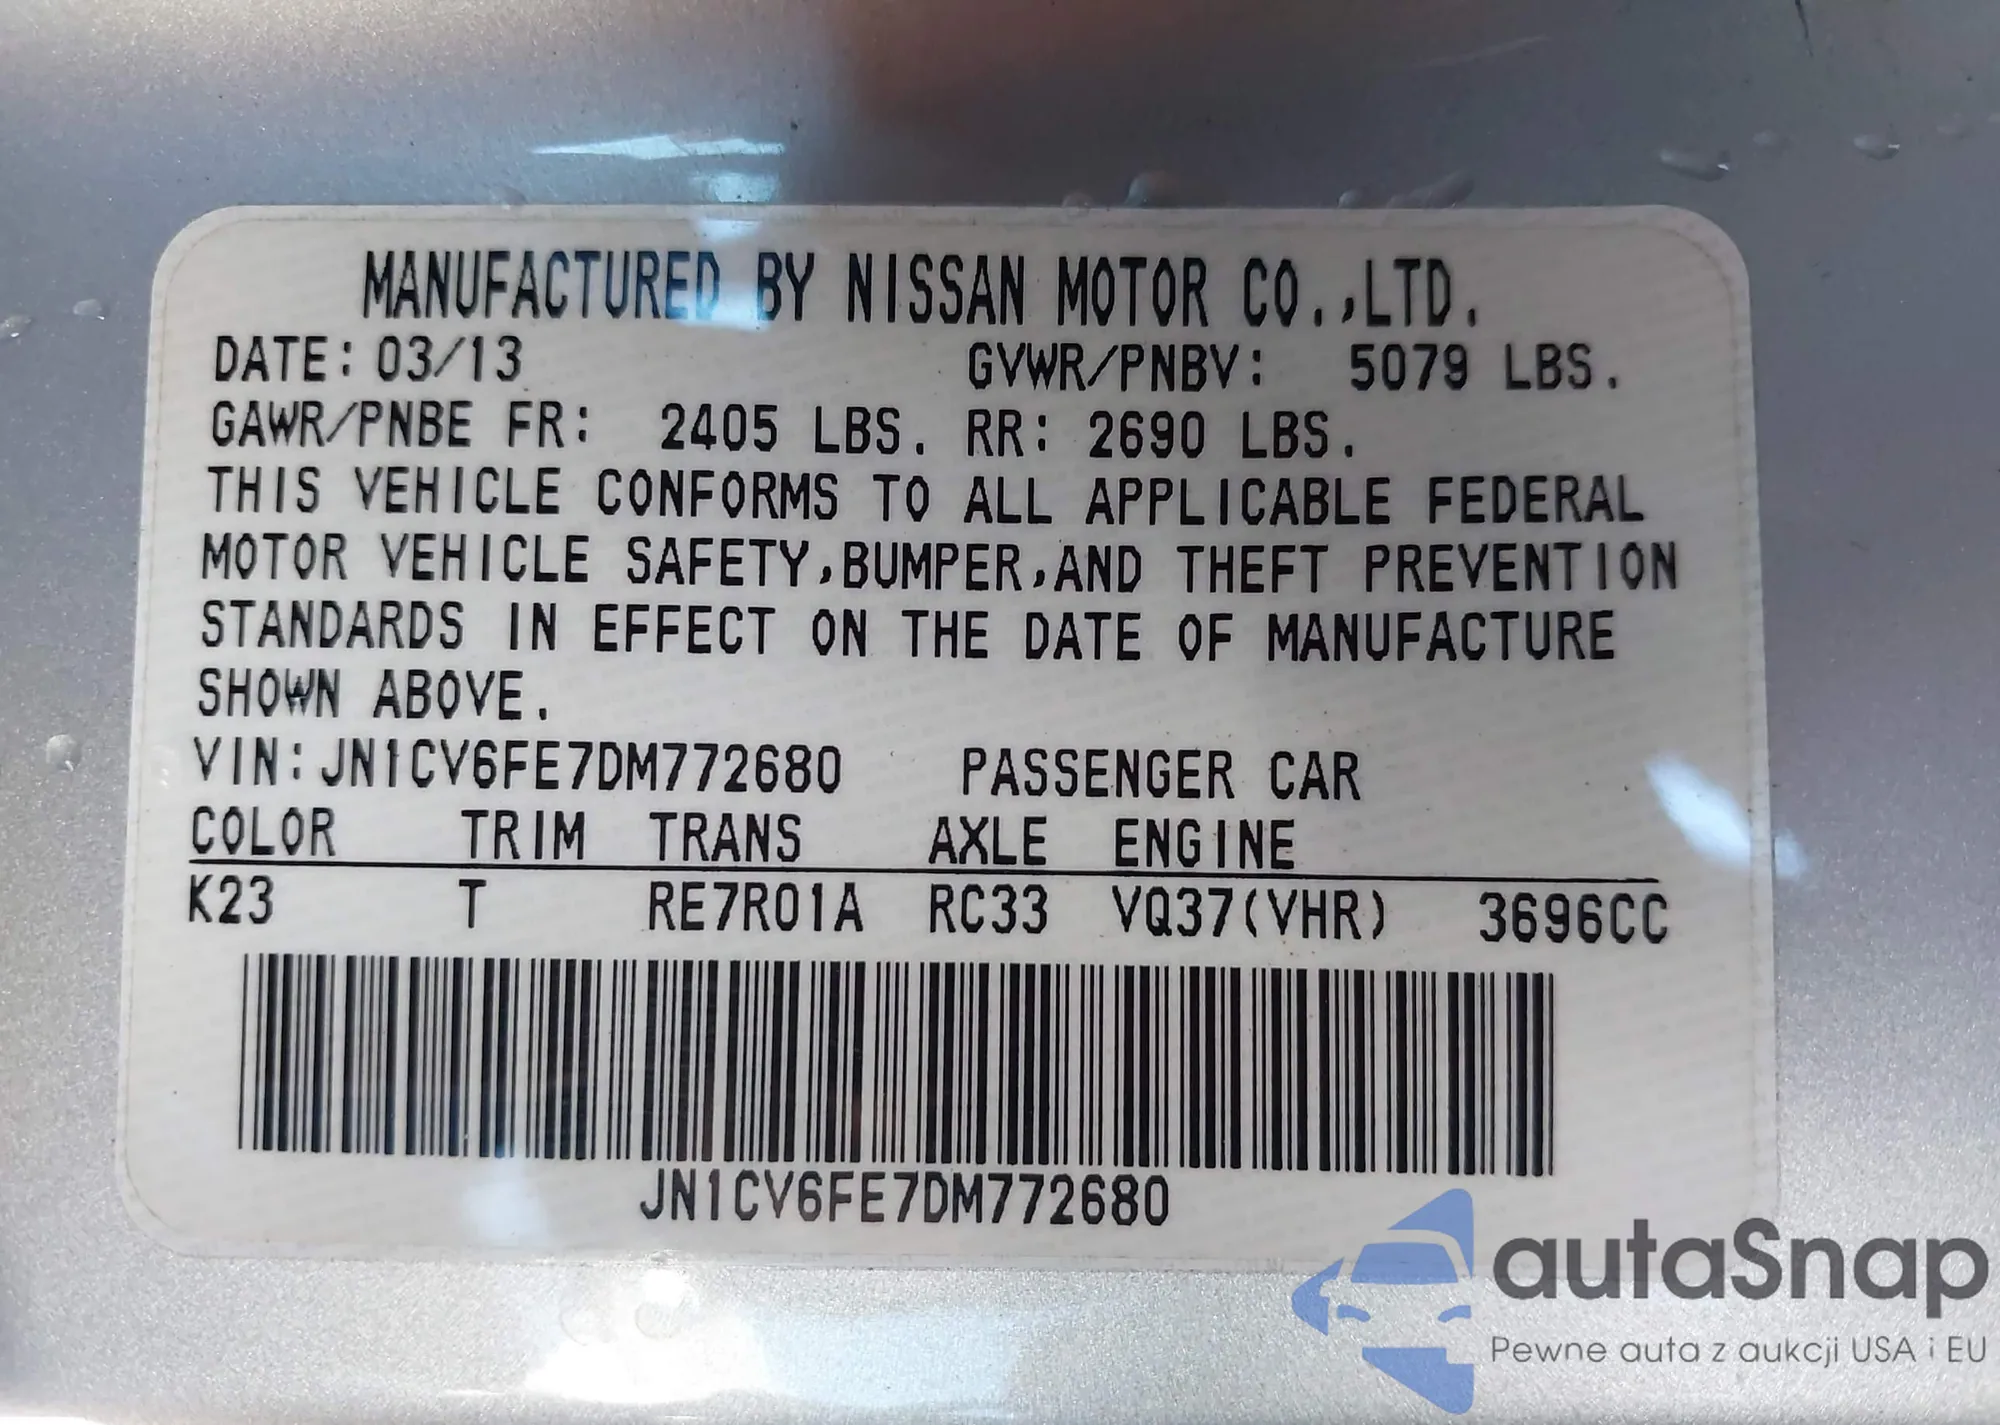 MANUFACTURED BY NISSAN MOTOR CO.,LTD.
DATE: 03/13 GVWR/PNBV: 5079 LBS.
GAWR/PNBE FR: 2405 LBS. RR: 2690 LBS.
THIS VEHICLE CONFORMS TO ALL APPLICABLE FEDERAL
MOTOR VEHICLE SAFETY,BUMPER,AND THEFT PREVENTION
STANDARDS IN EFFECT ON THE DATE OF MANUFACTURE
SHOWN ABOVE.
VIN:JN1CV6FE7DM772680 PASSENGER CAR
COLOR TRIM TRANS AXLE ENGINE
K23 T RE7R01A RC33 VQ37(VHR) 3696CC
JN1CV6FE7DM772680
autaSnap
Pewne auta z aukcji USA i EU